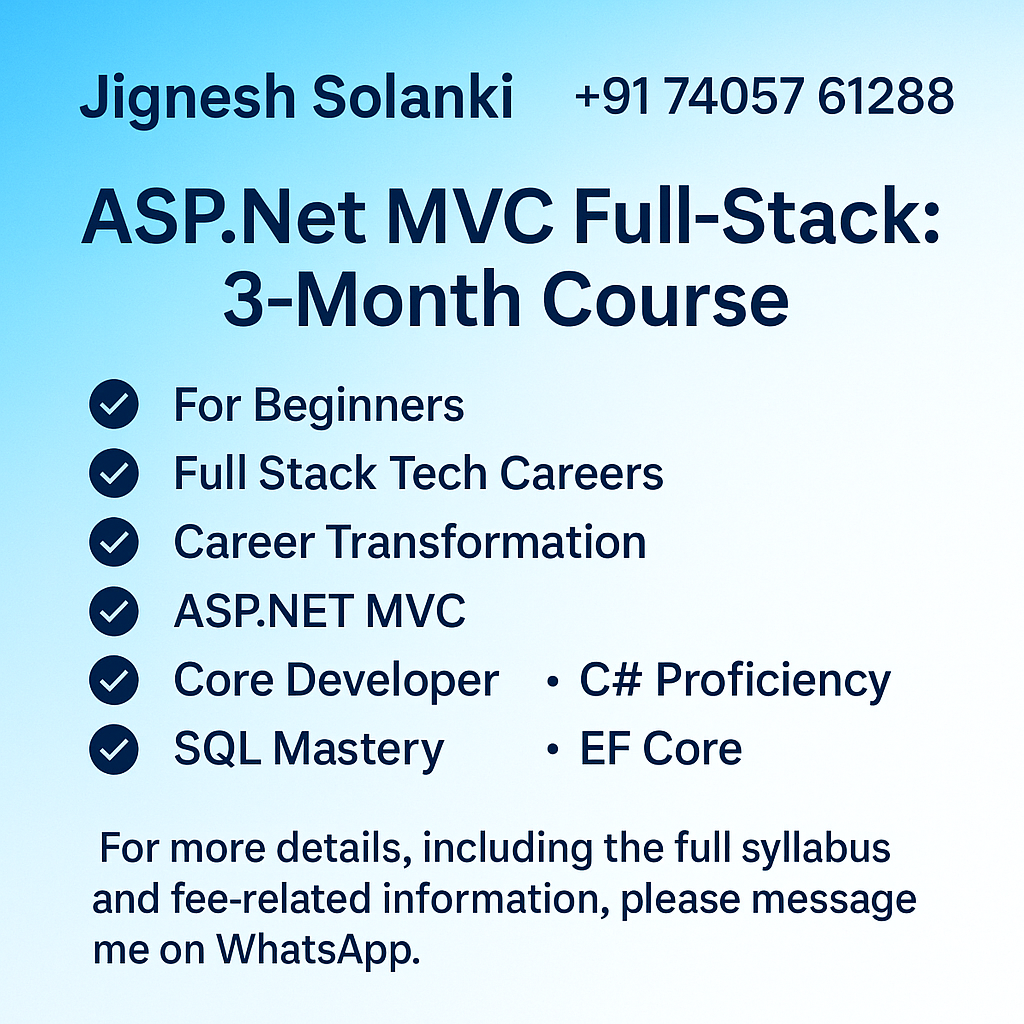 Jignesh Solanki +91 74057 61288
ASP.Net MVC Full-Stack:
3-Month Course
For Beginners
Full Stack Tech Careers
Career Transformation
ASP.NET MVC
Core Developer • C# Proficiency
SQL Mastery • EF Core
For more details, including the full syllabus
and fee-related information, please message
me on WhatsApp.